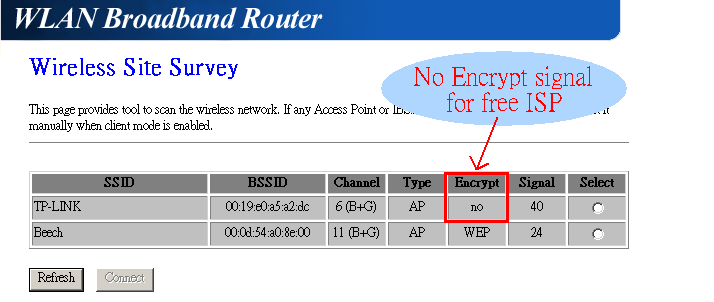 WLAN Broadband Router
Wireless Site Survey
No Encrypt signal
for free ISP
This page provides tool to scan the wireless network. If any Access Point or IBSS
manually when client mode is enabled.
SSID BSSID Channel Type Encrypt Signal Select
TP-LINK 00:19:e0:a5:a2:dc 6 (B+G) AP no 40
Beech 00:0d:54:a0:8e:00 11 (B+G) AP WEP 24
Refresh Connect